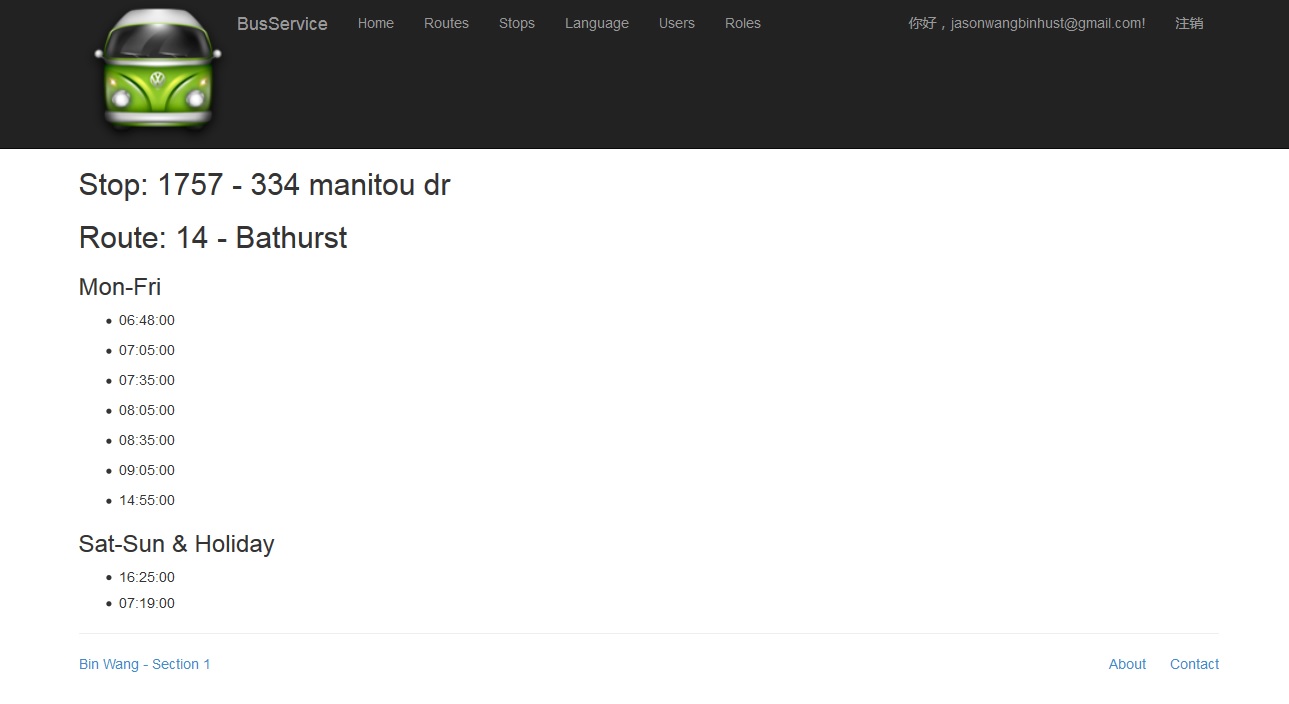 BusService Home Routes Stops Language Users Roles 你好，jasonwangbinhust@gmail.com! 注销
Stop: 1757 - 334 manitou dr
Route: 14 - Bathurst
Mon-Fri
06:48:00
07:05:00
07:35:00
08:05:00
08:35:00
09:05:00
14:55:00
Sat-Sun & Holiday
16:25:00
07:19:00
Bin Wang - Section 1 About Contact